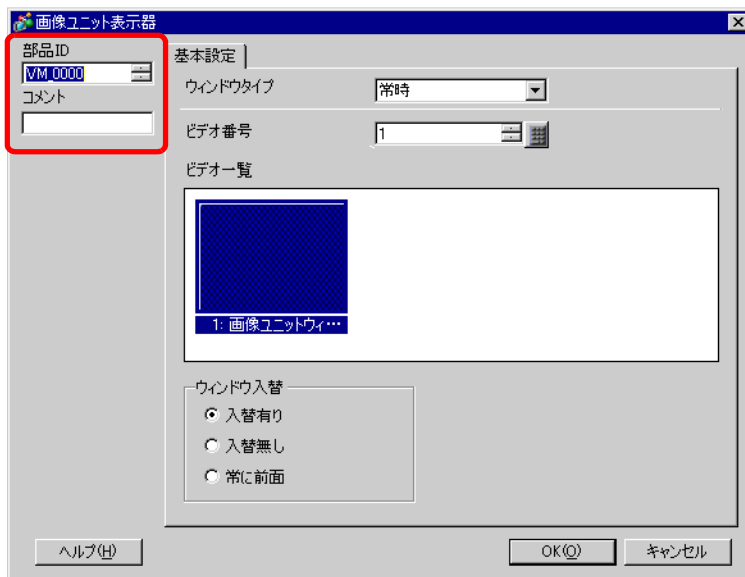 画像ユニット表示器
部品ID
VM_0000
コメント
基本設定
ウィンドウタイプ
常時
ビデオ番号
1
ビデオ一覧
1: 画像ユニットウィ…
ウィンドウ入替
入替有り
入替無し
常に前面
ヘルプ(H)
OK(O)
キャンセル